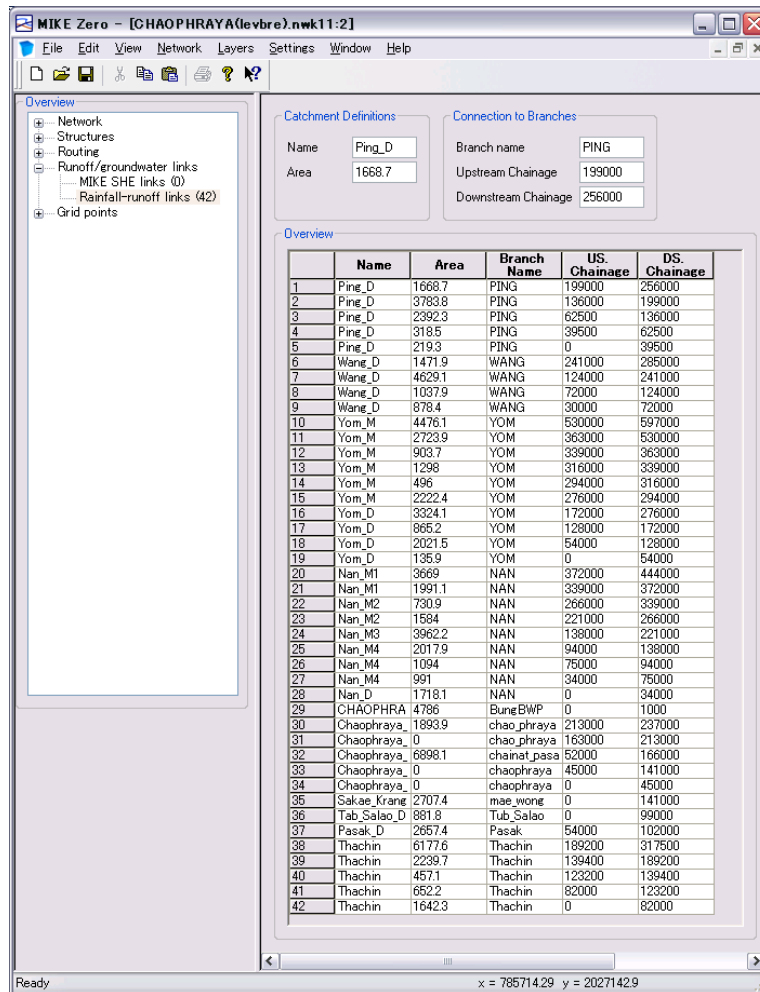 MIKE Zero - [CHAOPHRAYA(levbre).nwk11:2]
File Edit View Network Layers Settings Window Help
Overview
Network
Structures
Routing
Runoff/groundwater links
MIKE SHE links (0)
Rainfall-runoff links (42)
Grid points
Catchment Definitions
Name Ping_D
Area 1668.7
Connection to Branches
Branch name PING
Upstream Chainage 199000
Downstream Chainage 256000
Overview
Name Area Branch Name US. Chainage DS. Chainage
1 Ping_D 1668.7 PING 199000 256000
2 Ping_D 3783.8 PING 136000 199000
3 Ping_D 2392.3 PING 62500 136000
4 Ping_D 318.5 PING 39500 62500
5 Ping_D 219.3 PING 0 39500
6 Wang_D 1471.9 WANG 241000 285000
7 Wang_D 4629.1 WANG 124000 241000
8 Wang_D 1037.9 WANG 72000 124000
9 Wang_D 878.4 WANG 30000 72000
10 Yom_M 4476.1 YOM 530000 597000
11 Yom_M 2723.9 YOM 363000 530000
12 Yom_M 903.7 YOM 339000 363000
13 Yom_M 1298 YOM 316000 339000
14 Yom_M 496 YOM 294000 316000
15 Yom_M 2222.4 YOM 276000 294000
16 Yom_D 3324.1 YOM 172000 276000
17 Yom_D 865.2 YOM 128000 172000
18 Yom_D 2021.5 YOM 54000 128000
19 Yom_D 135.9 YOM 0 54000
20 Nan_M1 3669 NAN 372000 444000
21 Nan_M1 1991.1 NAN 339000 372000
22 Nan_M2 730.9 NAN 266000 339000
23 Nan_M2 1584 NAN 221000 266000
24 Nan_M3 3962.2 NAN 138000 221000
25 Nan_M4 2017.9 NAN 94000 138000
26 Nan_M4 1094 NAN 75000 94000
27 Nan_M4 991 NAN 34000 75000
28 Nan_D 1718.1 NAN 0 34000
29 CHAOPHRA 4786 BungBWP 0 1000
30 Chaophraya_ 1893.9 chao_phraya 213000 237000
31 Chaophraya_ 0 chao_phraya 163000 213000
32 Chaophraya_ 6898.1 chainat_pasa 52000 166000
33 Chaophraya_ 0 chaophraya 45000 141000
34 Chaophraya_ 0 chaophraya 0 45000
35 Sakae_Krang 2707.4 mae_wong 0 141000
36 Tab_Salao_D 881.8 Tub_Salao 0 99000
37 Pasak_D 2657.4 Pasak 54000 102000
38 Thachin 6177.6 Thachin 189200 317500
39 Thachin 2239.7 Thachin 139400 189200
40 Thachin 457.1 Thachin 123200 139400
41 Thachin 652.2 Thachin 82000 123200
42 Thachin 1642.3 Thachin 0 82000
Ready x = 785714.29 y = 2027142.9